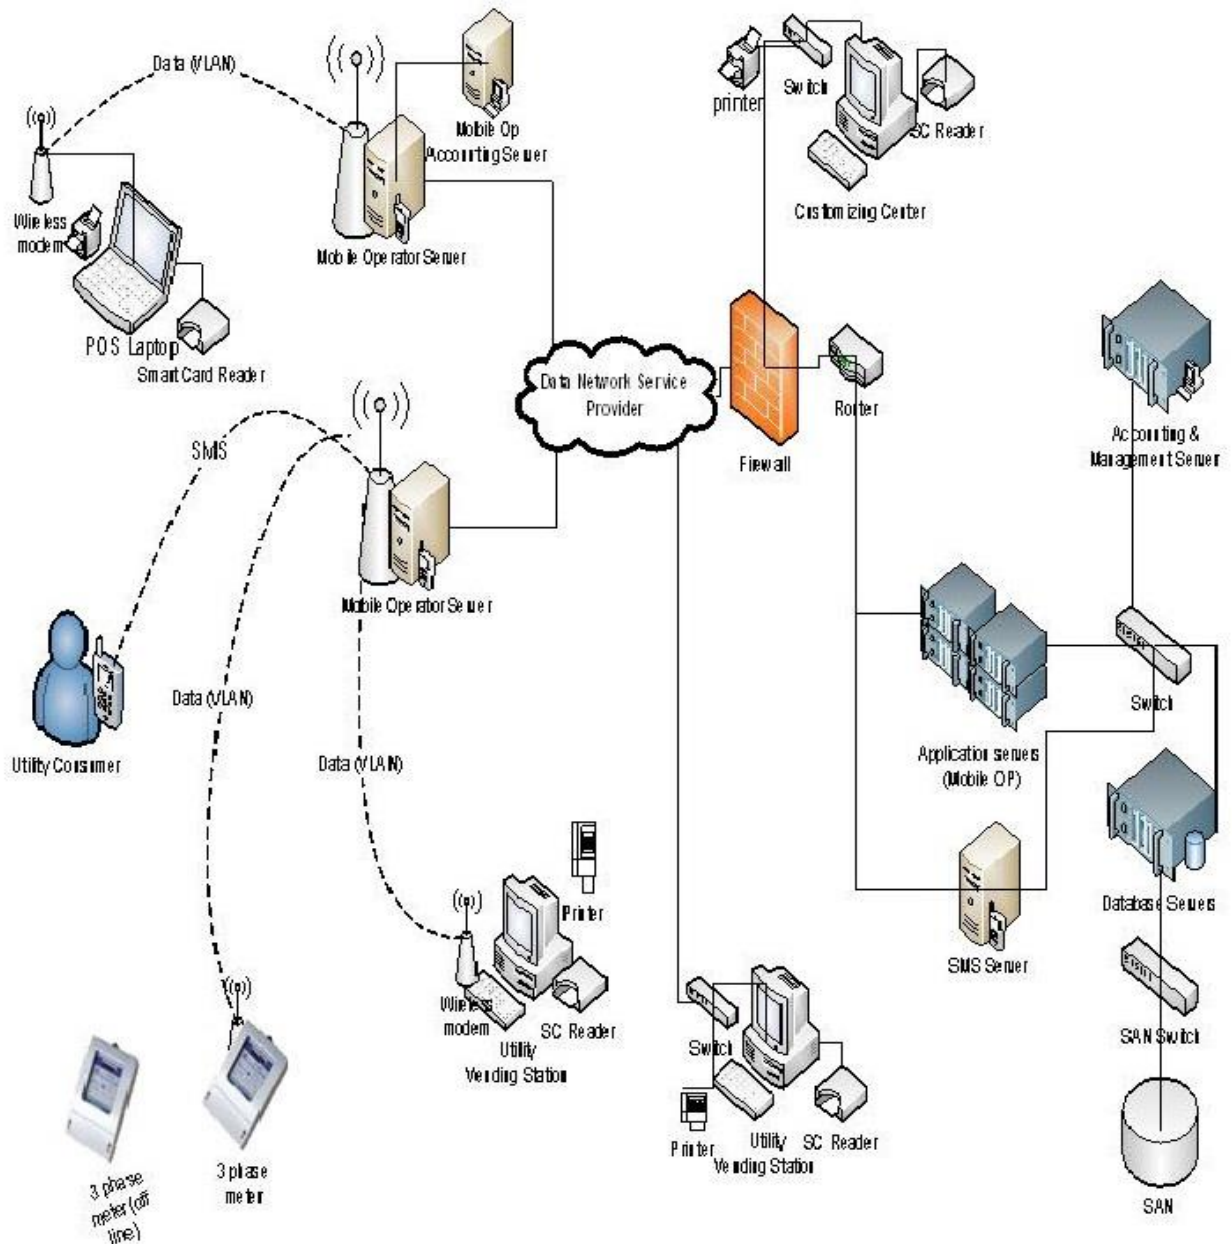 Data (VLAN)
Mobile Op
Accounting Server
printer
Switch
SC Reader
Customizing Center
Wireless
modem
Mobile Operator Server
POS Laptop
Smart Card Reader
Data Network Service
Provider
Router
Firewall
Accounting &
Management Server
SMS
Mobile Operator Server
Switch
Utility Consumer
Data (VLAN)
Data (VLAN)
Application servers
(Mobile OP)
Printer
Database Servers
SMS Server
Wireless
modem
SC Reader
Utility
Vending Station
Switch
SAN Switch
Printer
Utility
Vending Station
SC Reader
3 phase
meter
3 phase
meter (off
line)
SAN